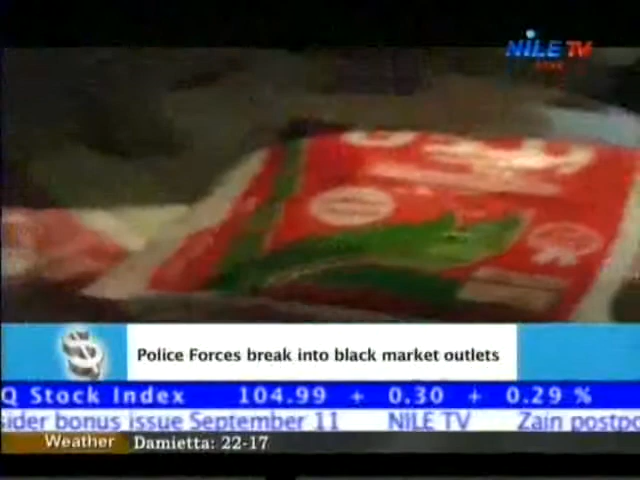 NiLE TV
Police Forces break into black market outlets
Q Stock Index 104.99 + 0.30 + 0.29 %
sider bonus issue September 11 NILE TV Zain postpo
Weather Damietta: 22-17